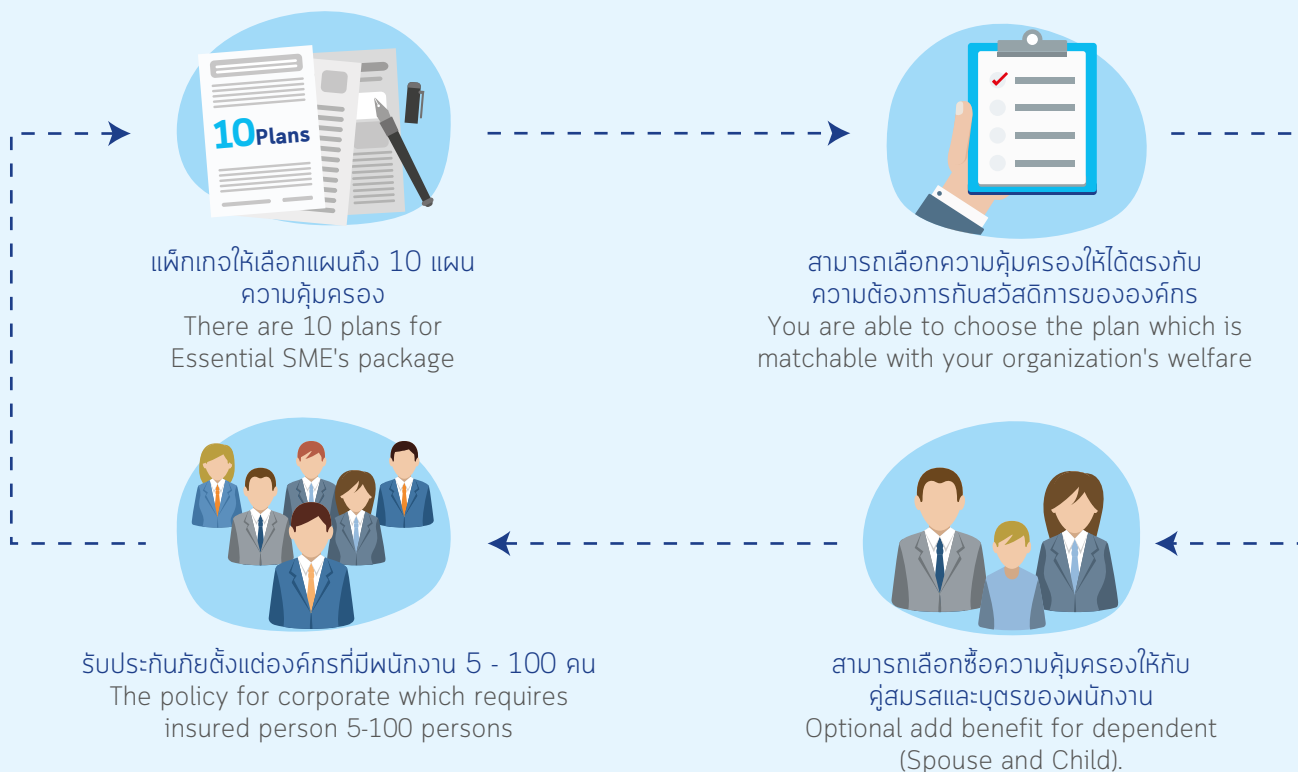 10Plans
แพ็กเกจให้เลือกแผนถึง 10 แผน
ความคุ้มครอง
There are 10 plans for
Essential SME's package
สามารถเลือกความคุ้มครองให้ได้ตรงกับ
ความต้องการกับสวัสดิการขององค์กร
You are able to choose the plan which is
matchable with your organization's welfare
รับประกันภัยตั้งแต่องค์กรที่มีพนักงาน 5 - 100 คน
The policy for corporate which requires
insured person 5-100 persons
สามารถเลือกซื้อความคุ้มครองให้กับ
คู่สมรสและบุตรของพนักงาน
Optional add benefit for dependent
(Spouse and Child).